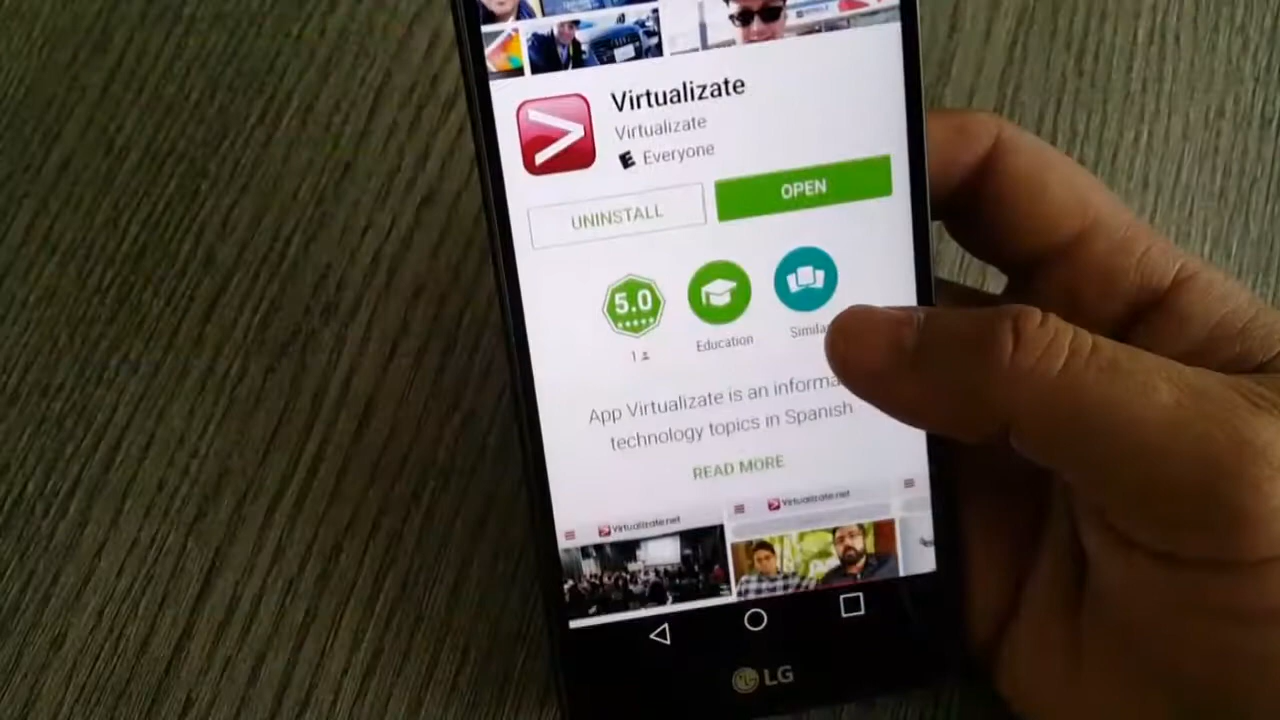 Virtualizate
Virtualizate
E Everyone
UNINSTALL
OPEN
5.0
1
Education
Simila
App Virtualizate is an informa
technology topics in Spanish
READ MORE
Virtualizate.net
Virtualizate.net
LG